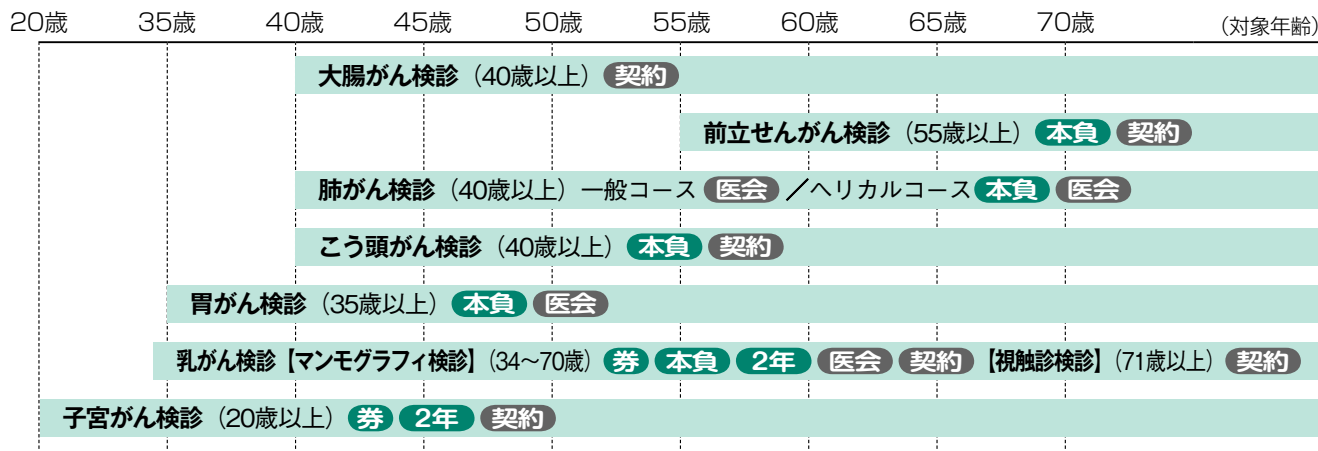 20歳 35歳 40歳 45歳 50歳 55歳 60歳 65歳 70歳 (対象年齢)
大腸がん検診(40歳以上) 契約
前立せんがん検診(55歳以上) 本負 契約
肺がん検診(40歳以上)一般コース 医会 /ヘリカルコース 本負 医会
こう頭がん検診(40歳以上) 本負 契約
胃がん検診(35歳以上) 本負 医会
乳がん検診【マンモグラフィ検診】(34〜70歳) 券 本負 2年 医会 契約 【視触診検診】(71歳以上) 契約
子宮がん検診(20歳以上) 券 2年 契約